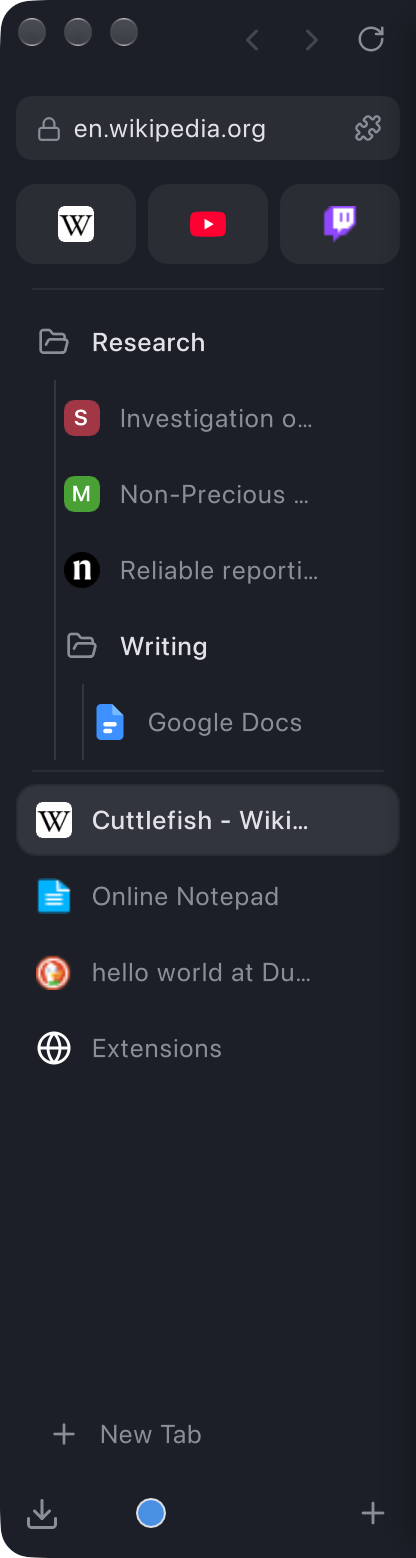 en.wikipedia.org
W
Research
S Investigation o...
M Non-Precious ...
n Reliable reporti...
Writing
Google Docs
W Cuttlefish - Wiki...
Online Notepad
hello world at Du...
Extensions
+ New Tab